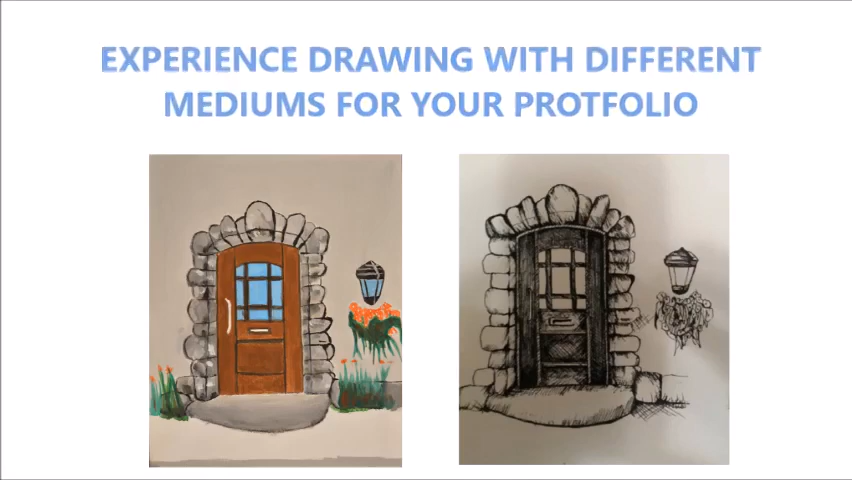 EXPERIENCE DRAWING WITH DIFFERENT
MEDIUMS FOR YOUR PROTFOLIO